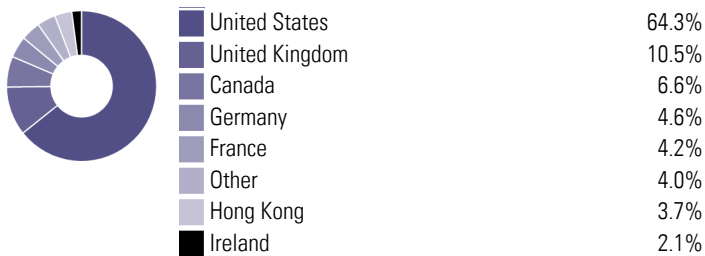 United States 64.3%
United Kingdom 10.5%
Canada 6.6%
Germany 4.6%
France 4.2%
Other 4.0%
Hong Kong 3.7%
Ireland 2.1%